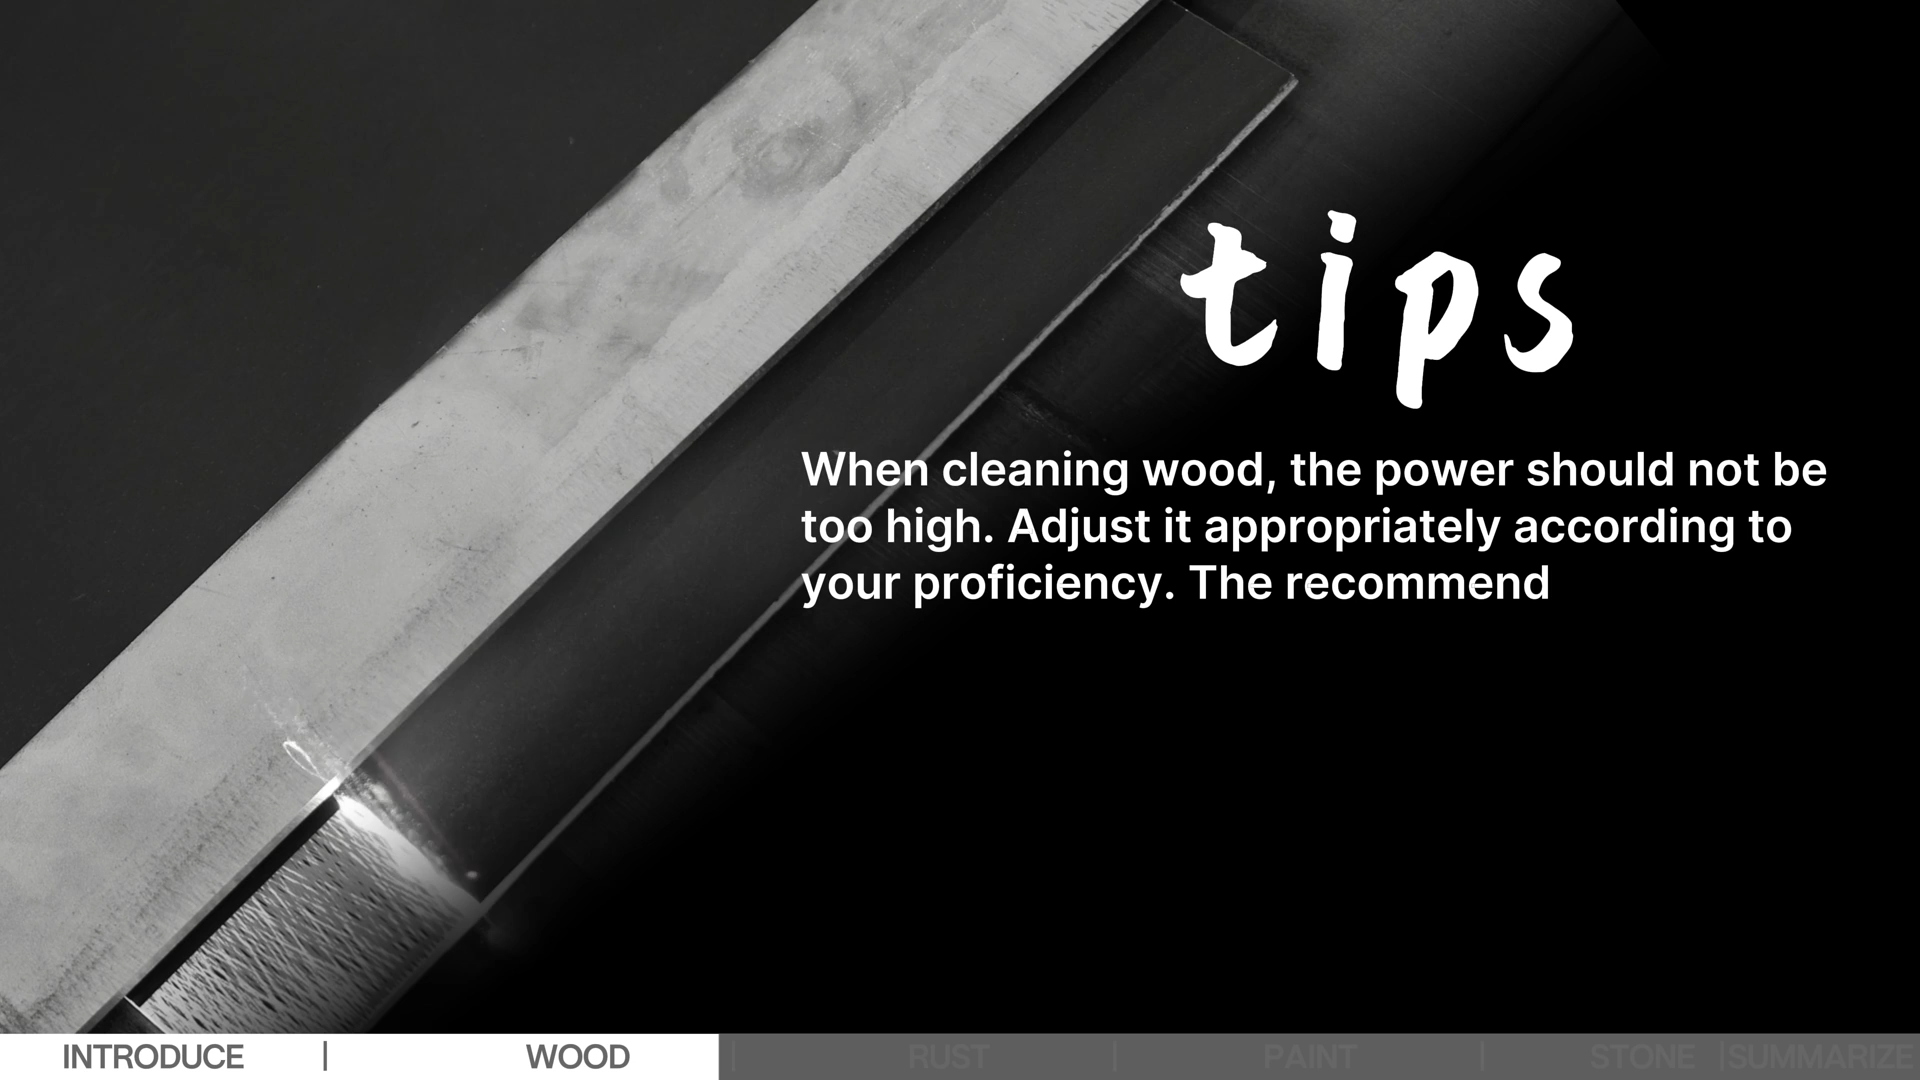 tips
When cleaning wood, the power should not be
too high. Adjust it appropriately according to
your proficiency. The recommend
INTRODUCE | WOOD | RUST | PAINT | STONE | SUMMARIZE